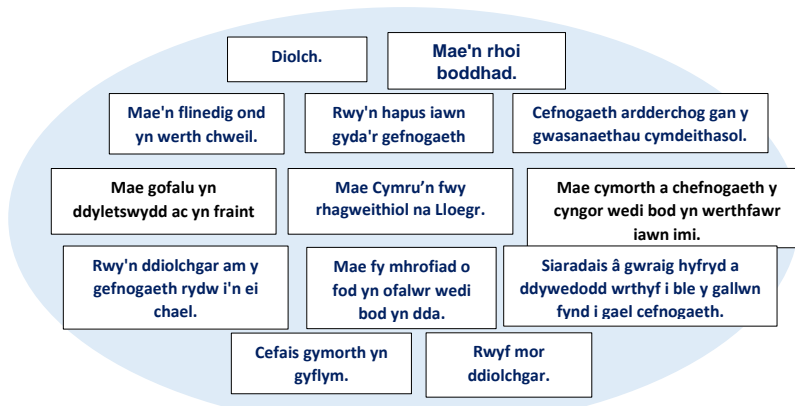 Diolch.
Mae'n rhoi
boddhad.
Mae'n flinedig ond
yn werth chweil.
Rwy'n hapus iawn
gyda'r gefnogaeth
Cefnogaeth ardderchog gan y
gwasanaethau cymdeithasol.
Mae gofalu yn
ddyletswydd ac yn fraint
Mae Cymru’n fwy
rhagweithiol na Lloegr.
Mae cymorth a chefnogaeth y
cyngor wedi bod yn werthfawr
iawn imi.
Rwy'n ddiolchgar am y
gefnogaeth rydw i'n ei
chael.
Mae fy mhrofiad o
fod yn ofalwr wedi
bod yn dda.
Siaradais â gwraig hyfryd a
ddywedodd wrthyf i ble y gallwn
fynd i gael cefnogaeth.
Cefais gymorth yn
gyflym.
Rwyf mor
ddiolchgar.